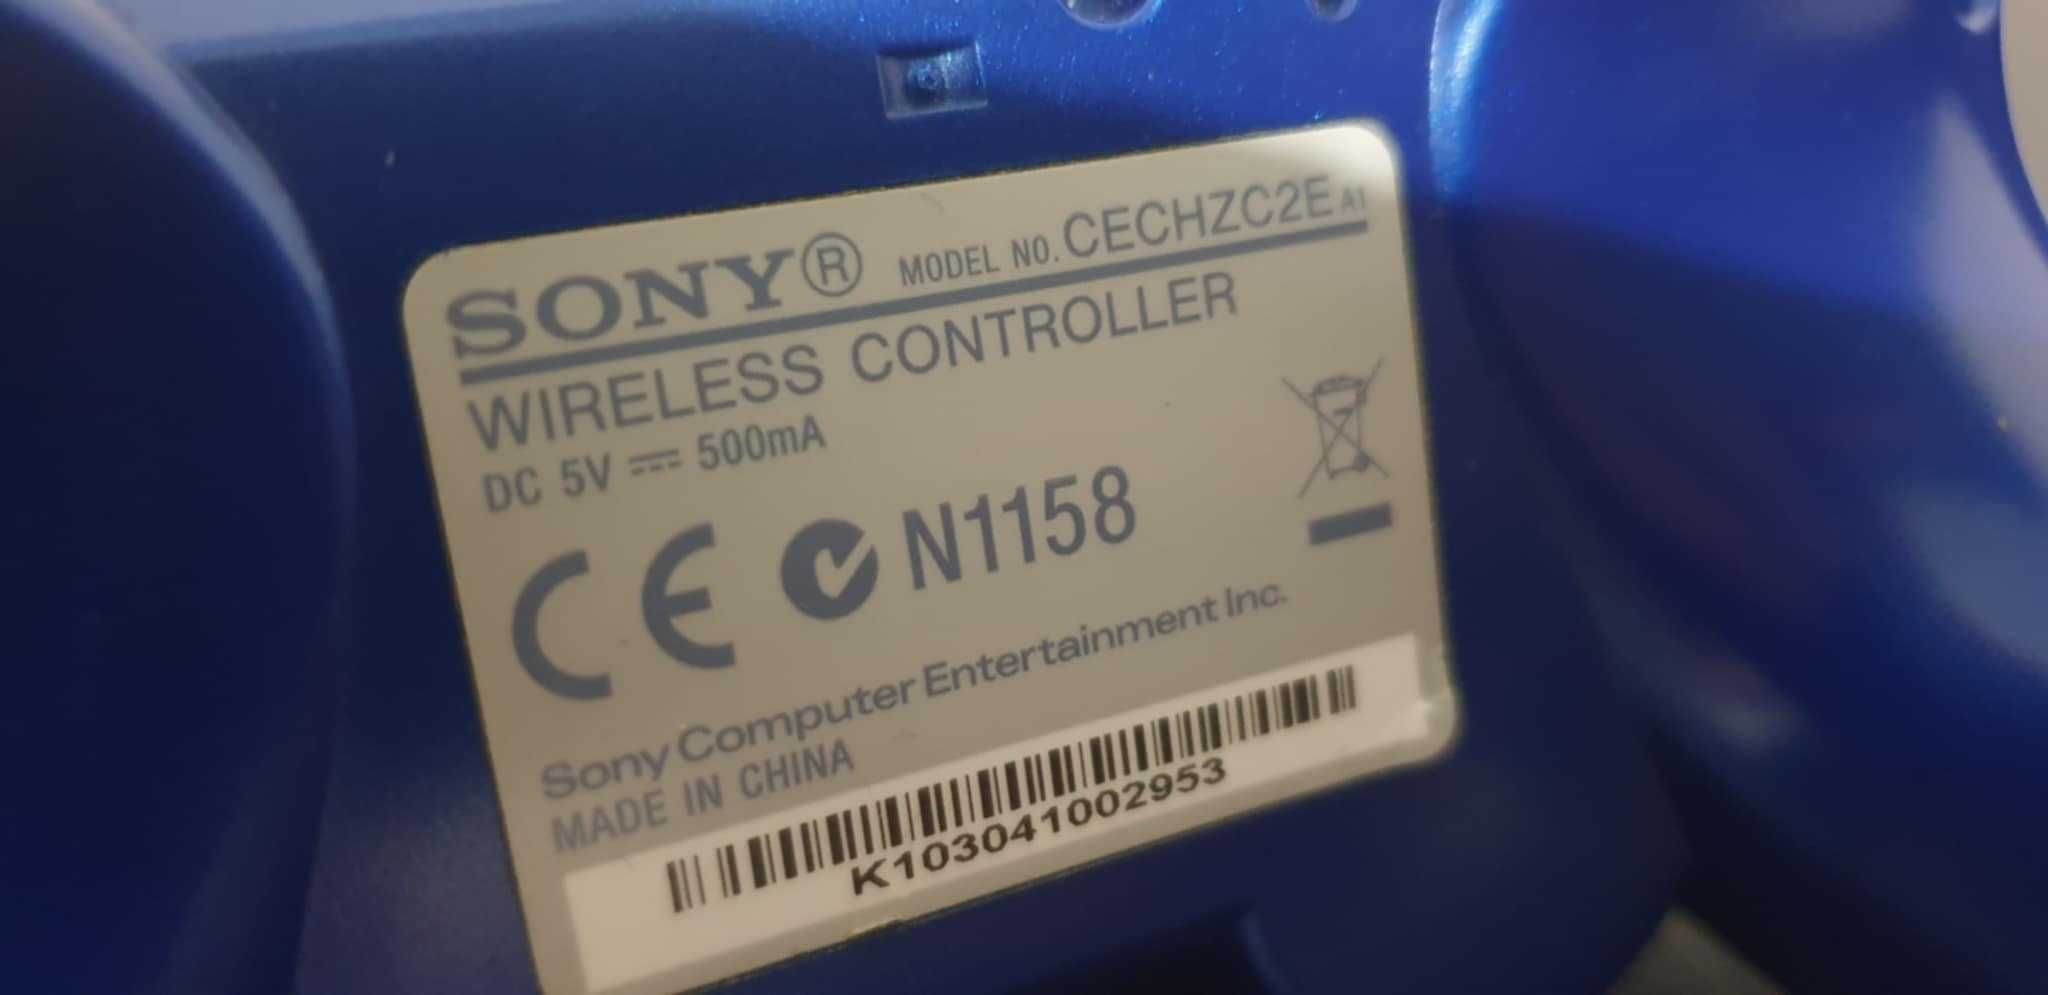 SONY® MODEL NO. CECHZC2E A1
WIRELESS CONTROLLER
DC 5V ⎓ 500mA
CE N1158
Sony Computer Entertainment Inc.
MADE IN CHINA
K103041002953